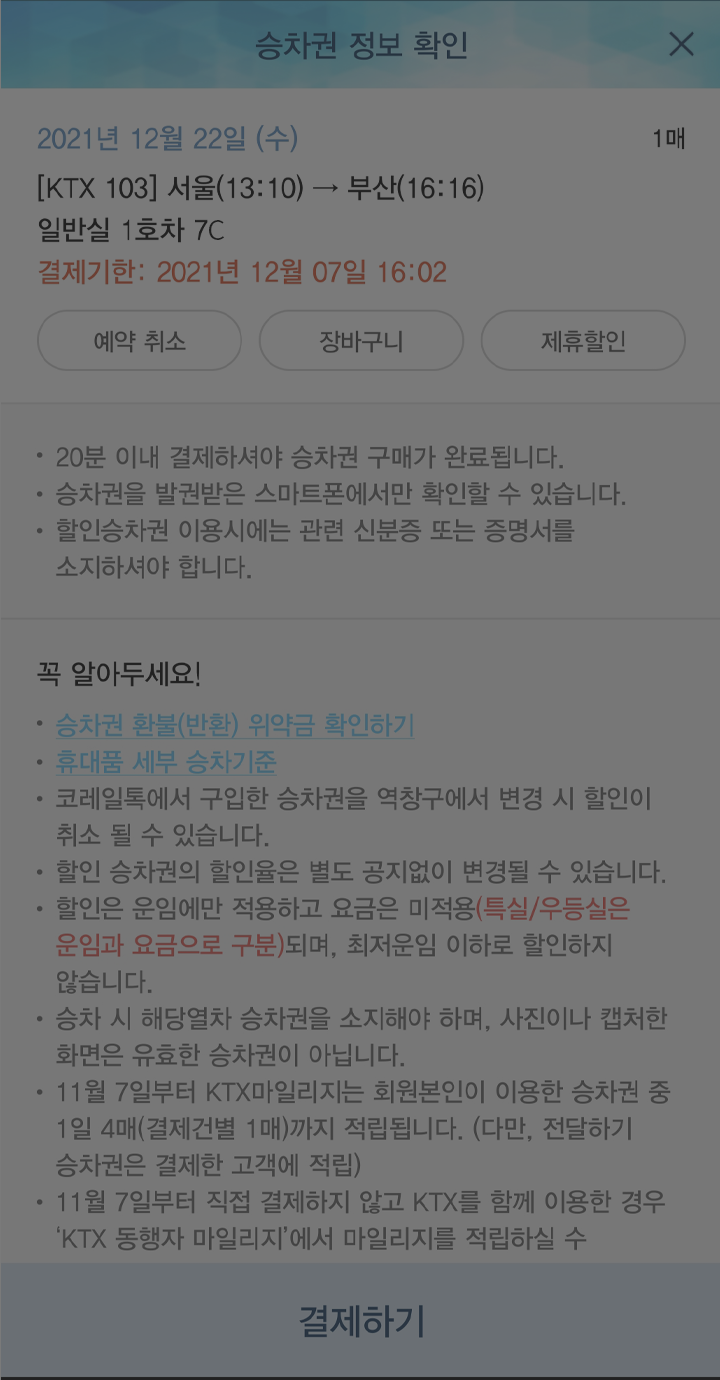 승차권 정보 확인
2021년 12월 22일 (수) 1매
[KTX 103] 서울(13:10) → 부산(16:16)
일반실 1호차 7C
결제기한: 2021년 12월 07일 16:02
예약 취소 장바구니 제휴할인
• 20분 이내 결제하셔야 승차권 구매가 완료됩니다.
• 승차권을 발권받은 스마트폰에서만 확인할 수 있습니다.
• 할인승차권 이용시에는 관련 신분증 또는 증명서를
소지하셔야 합니다.
꼭 알아두세요!
• 승차권 환불(반환) 위약금 확인하기
• 휴대품 세부 승차기준
• 코레일톡에서 구입한 승차권을 역창구에서 변경 시 할인이
취소 될 수 있습니다.
• 할인 승차권의 할인율은 별도 공지없이 변경될 수 있습니다.
• 할인은 운임에만 적용하고 요금은 미적용(특실/우등실은
운임과 요금으로 구분)되며, 최저운임 이하로 할인하지
않습니다.
• 승차 시 해당열차 승차권을 소지해야 하며, 사진이나 캡처한
화면은 유효한 승차권이 아닙니다.
• 11월 7일부터 KTX마일리지는 회원본인이 이용한 승차권 중
1일 4매(결제건별 1매)까지 적립됩니다. (다만, 전달하기
승차권은 결제한 고객에 적립)
• 11월 7일부터 직접 결제하지 않고 KTX를 함께 이용한 경우
‘KTX 동행자 마일리지’에서 마일리지를 적립하실 수
결제하기